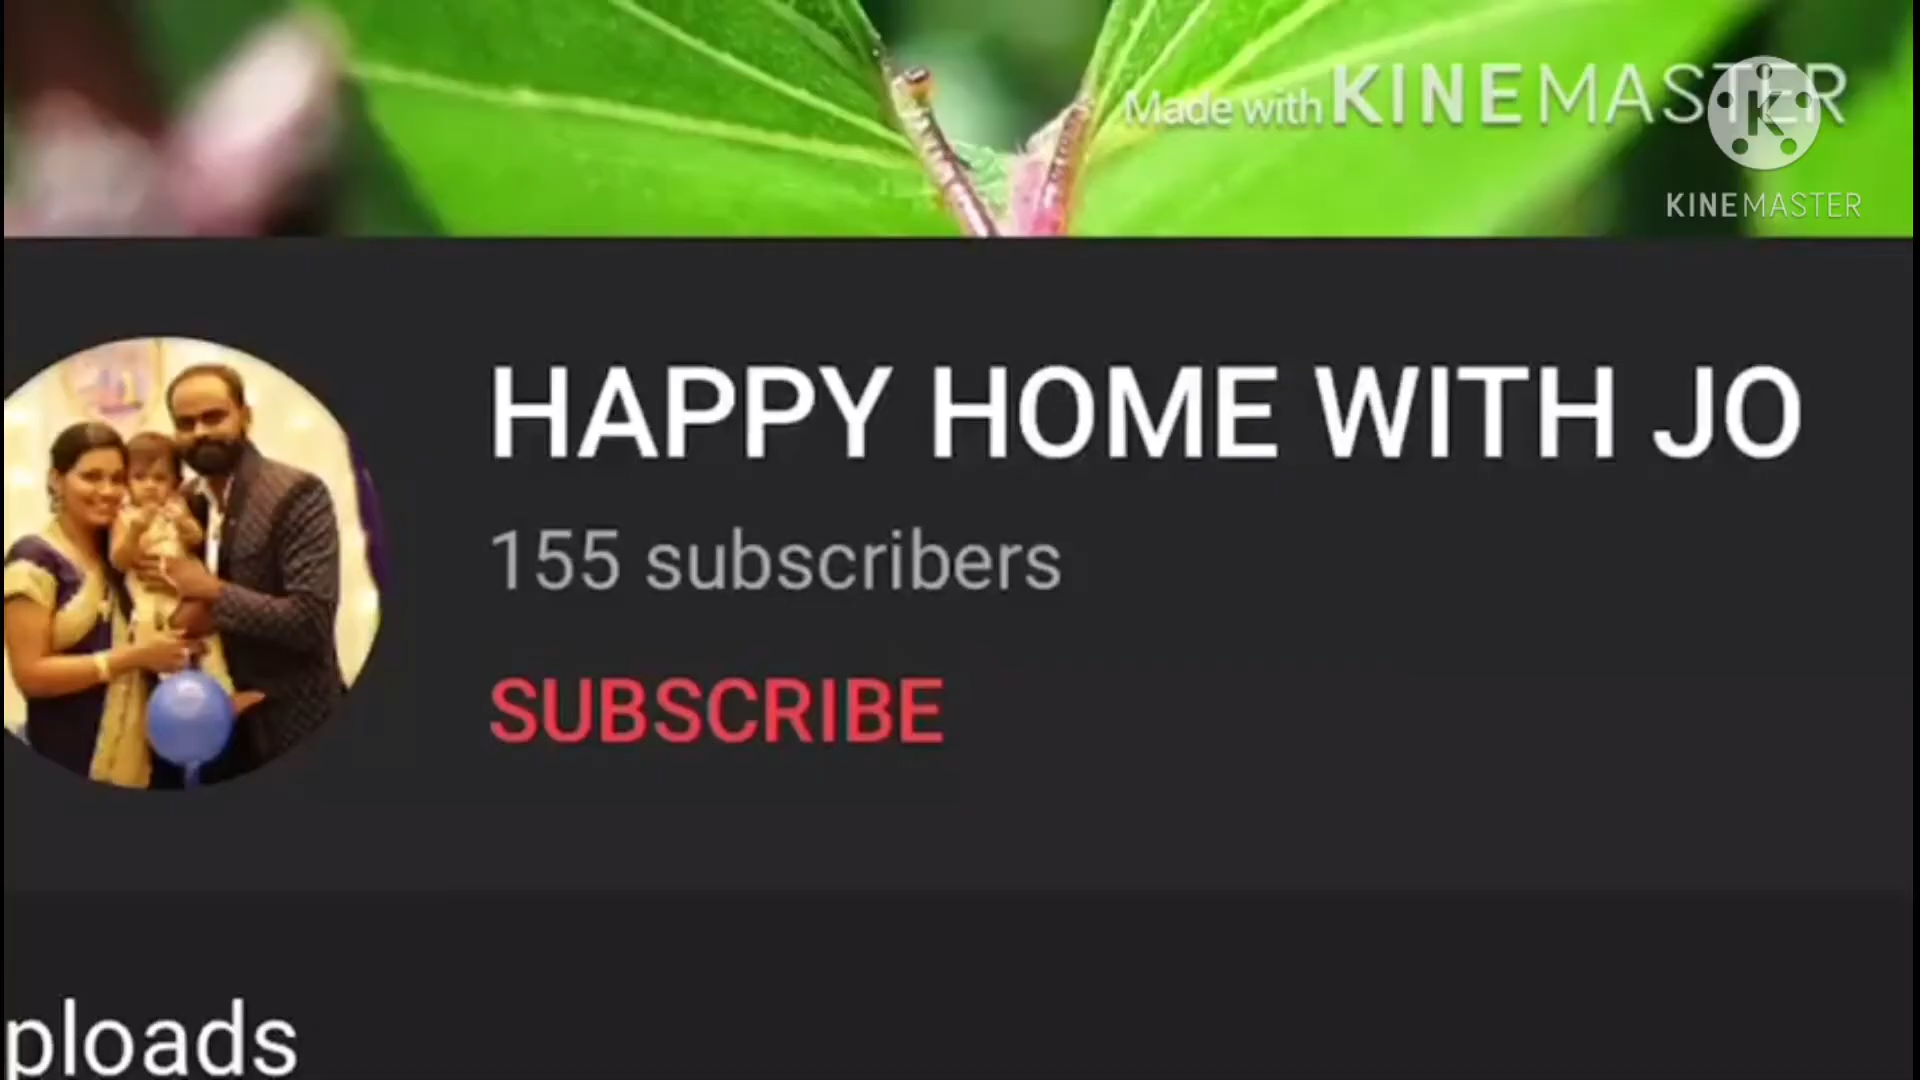 Made with KINEMASTER
K
KINEMASTER
HAPPY HOME WITH JO
155 subscribers
SUBSCRIBE
ploads